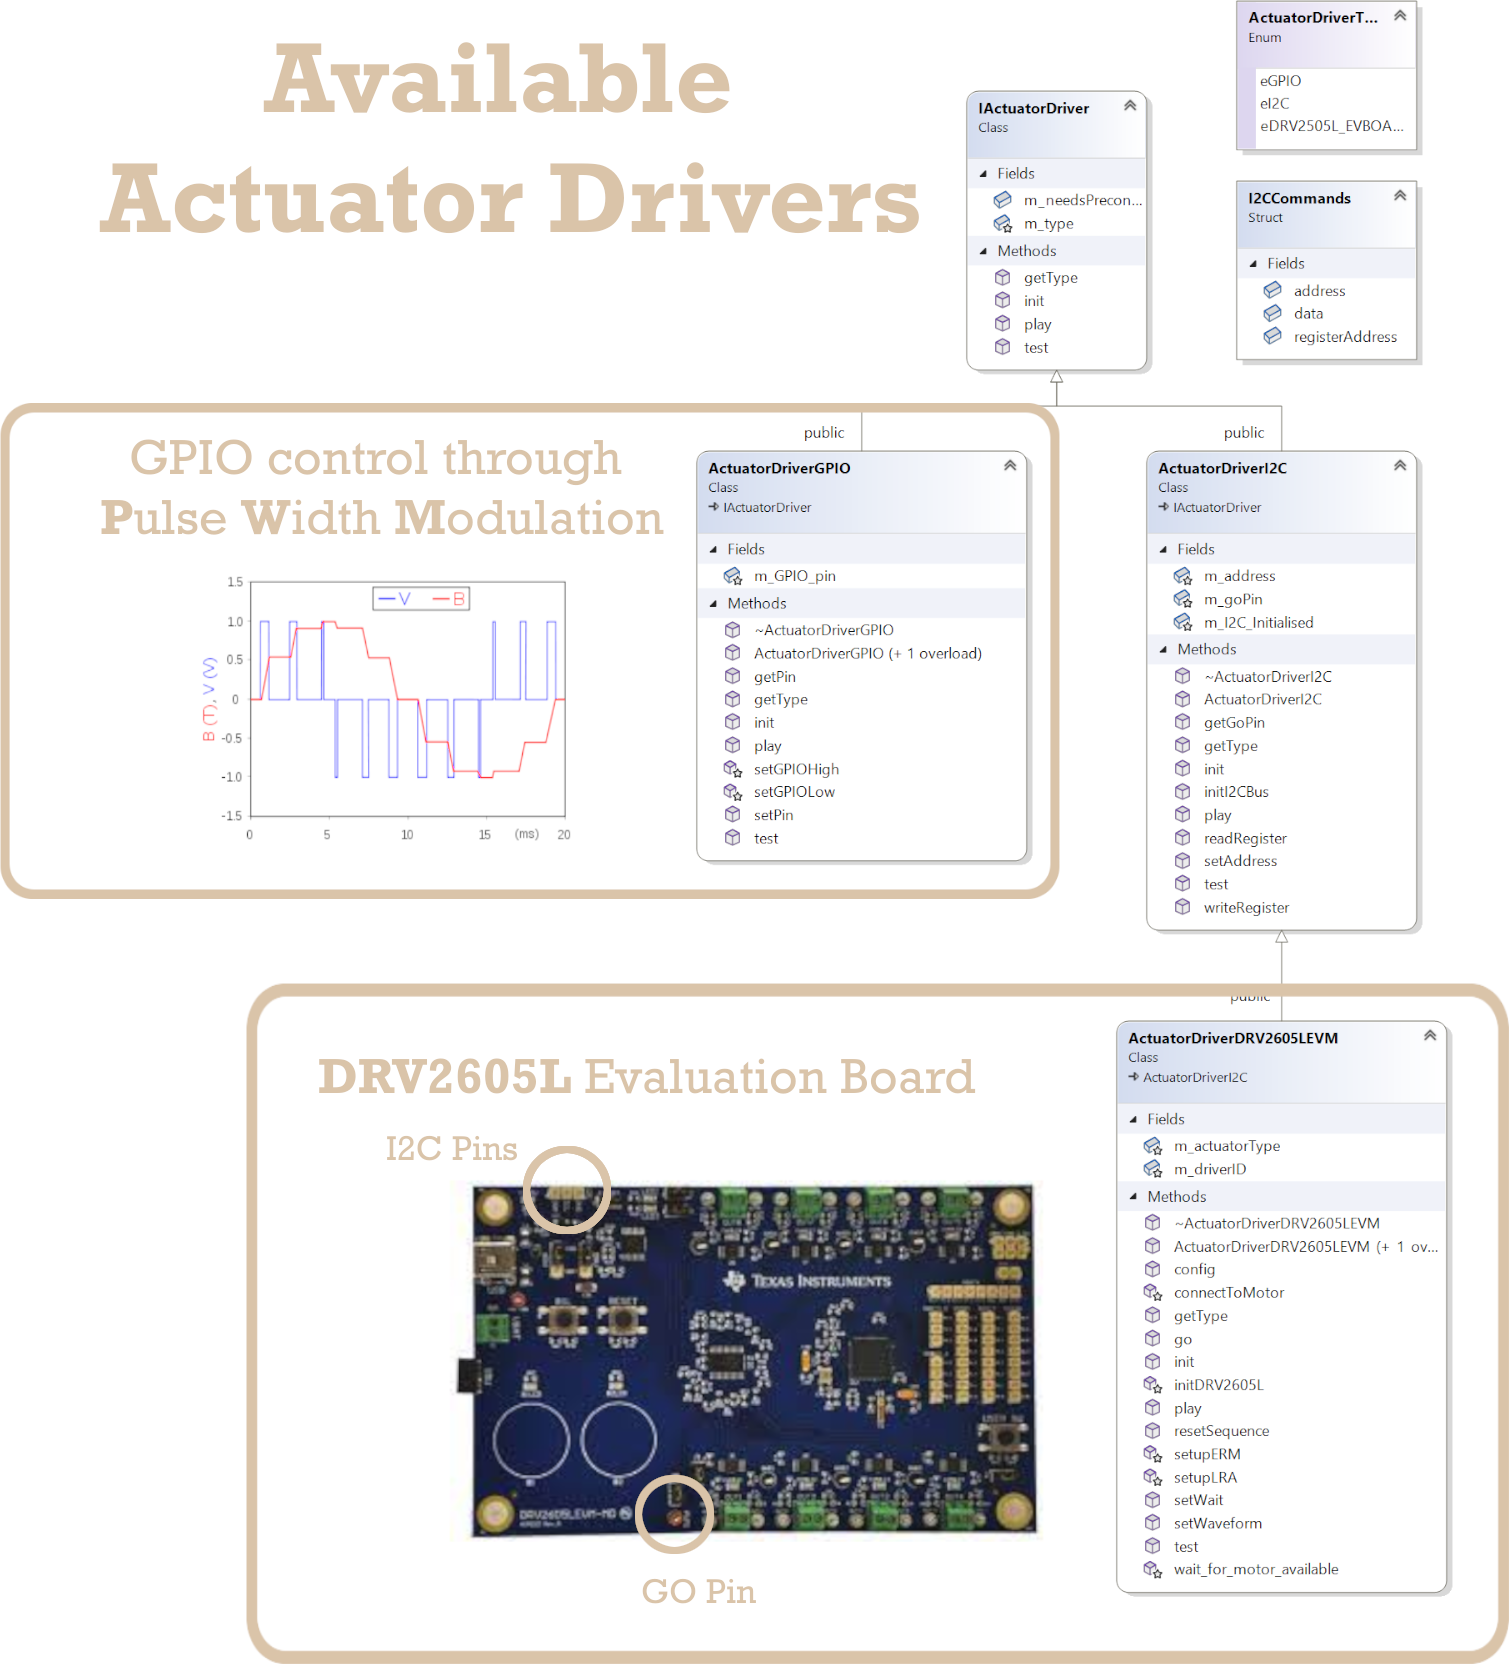 Available
Actuator Drivers
ActuatorDriverT...
Enum
eGPIO
eI2C
eDRV2505L_EVBOA...
IActuatorDriver
Class
Fields
m_needsPrecon...
m_type
Methods
getType
init
play
test
I2CCommands
Struct
Fields
address
data
registerAddress
GPIO control through
Pulse Width Modulation
1.5
1.0
0.5
0
-0.5
-1.0
-1.5
B (T), V (V)
V
B
0
5
10
15
(ms)
20
public
ActuatorDriverGPIO
Class
IActuatorDriver
Fields
m_GPIO_pin
Methods
~ActuatorDriverGPIO
ActuatorDriverGPIO (+ 1 overload)
getPin
getType
init
play
setGPIOHigh
setGPIOLow
setPin
test
public
ActuatorDriverI2C
Class
IActuatorDriver
Fields
m_address
m_goPin
m_I2C_Initialised
Methods
~ActuatorDriverI2C
ActuatorDriverI2C
getGoPin
getType
init
initI2CBus
play
readRegister
setAddress
test
writeRegister
public
DRV2605L Evaluation Board
I2C Pins
TEXAS INSTRUMENTS
RESET
DRV2605LEVM-MD
GO Pin
ActuatorDriverDRV2605LEVM
Class
ActuatorDriverI2C
Fields
m_actuatorType
m_driverID
Methods
~ActuatorDriverDRV2605LEVM
ActuatorDriverDRV2605LEVM (+ 1 ov...
config
connectToMotor
getType
go
init
initDRV2605L
play
resetSequence
setupERM
setupLRA
setWait
setWaveform
test
wait_for_motor_available